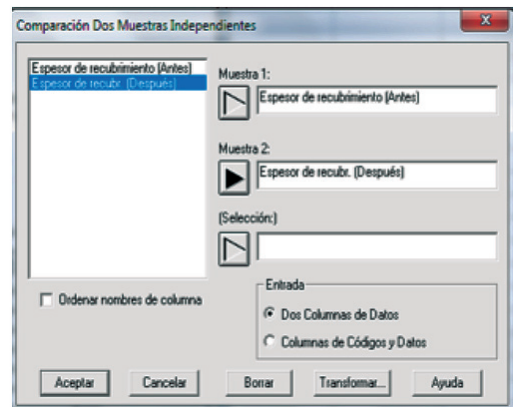 Comparación Dos Muestras Independientes
Espesor de recubrimiento (Antes)
Espesor de recubr. (Después)
Muestra 1:
Espesor de recubrimiento (Antes)
Muestra 2:
Espesor de recubr. (Después)
(Selección:)
Ordenar nombres de columna
Entrada
Dos Columnas de Datos
Columnas de Códigos y Datos
Aceptar
Cancelar
Borrar
Transformar...
Ayuda